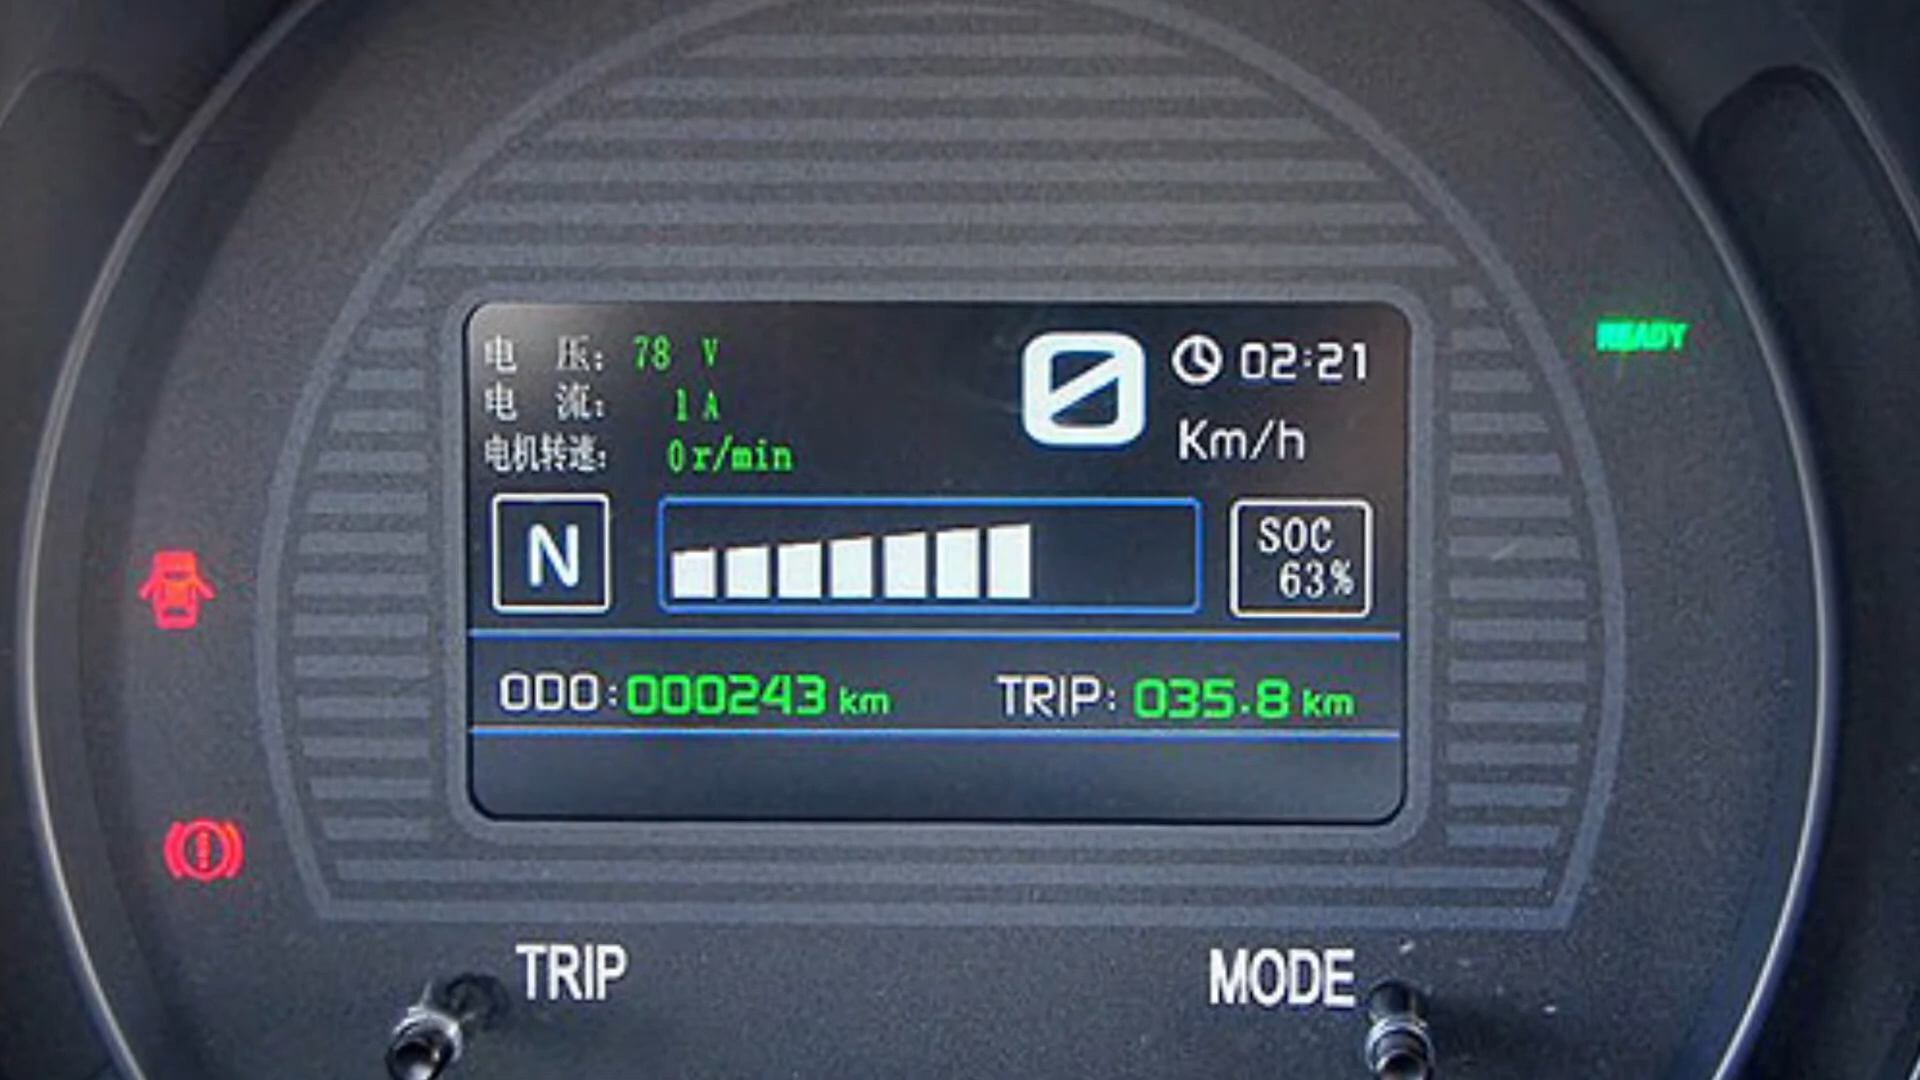 电 压: 78 V
电 流: 1 A
电机转速: 0 r/min
0 Km/h
02:21
N
SOC
63%
ODO:000243 km
TRIP: 035.8 km
READY
TRIP
MODE